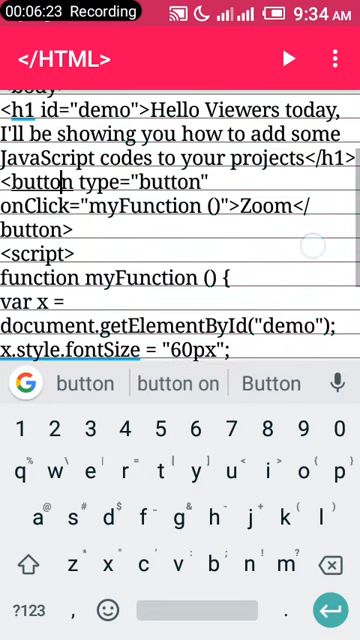 00:06:23 Recording
9:34 AM
</HTML>
<body>
<h1 id="demo">Hello Viewers today,
I'll be showing you how to add some
JavaScript codes to your projects</h1>
<button type="button"
onClick="myFunction ()">Zoom</
button>
<script>
function myFunction () {
var x =
document.getElementById("demo");
x.style.fontSize = "60px";
G button button on Button
1 2 3 4 5 6 7 8 9 0
% ^ ~ | [ ] < > { }
q w e r t y u i o p
@ # $ - & - + ( )
a s d f g h j k l
* " ' : ; ! ?
z x c v b n m
?123 , .